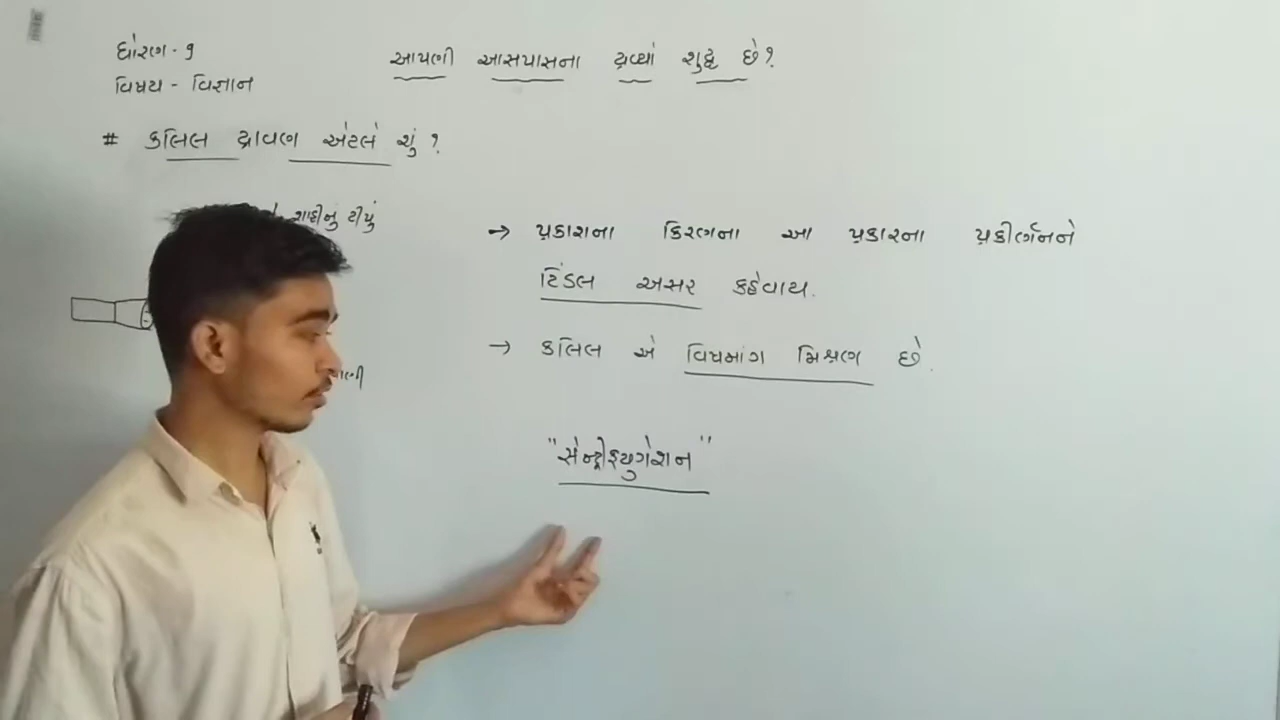 ધોરણ - ૧
વિષય - વિજ્ઞાન
આપણી આસપાસના દ્રવ્યો શુદ્ધ છે?
# કલિલ દ્રાવણ એટલે શું?
શાહીનું ટીપું
→ પ્રકાશના કિરણના આ પ્રકારના પ્રકીર્ણનને
ટિંડલ અસર કહેવાય.
→ કલિલ એ વિષમાંગ મિશ્રણ છે.
"સેન્ટ્રીફ્યુગેશન"